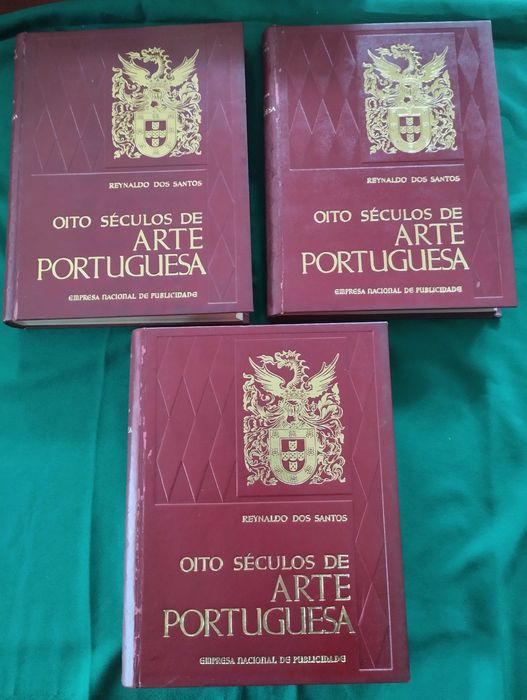 REYNALDO DOS SANTOS
OITO SÉCULOS DE
ARTE
PORTUGUESA
EMPRESA NACIONAL DE PUBLICIDADE
REYNALDO DOS SANTOS
OITO SÉCULOS DE
ARTE
PORTUGUESA
EMPRESA NACIONAL DE PUBLICIDADE
REYNALDO DOS SANTOS
OITO SÉCULOS DE
ARTE
PORTUGUESA
EMPRESA NACIONAL DE PUBLICIDADE